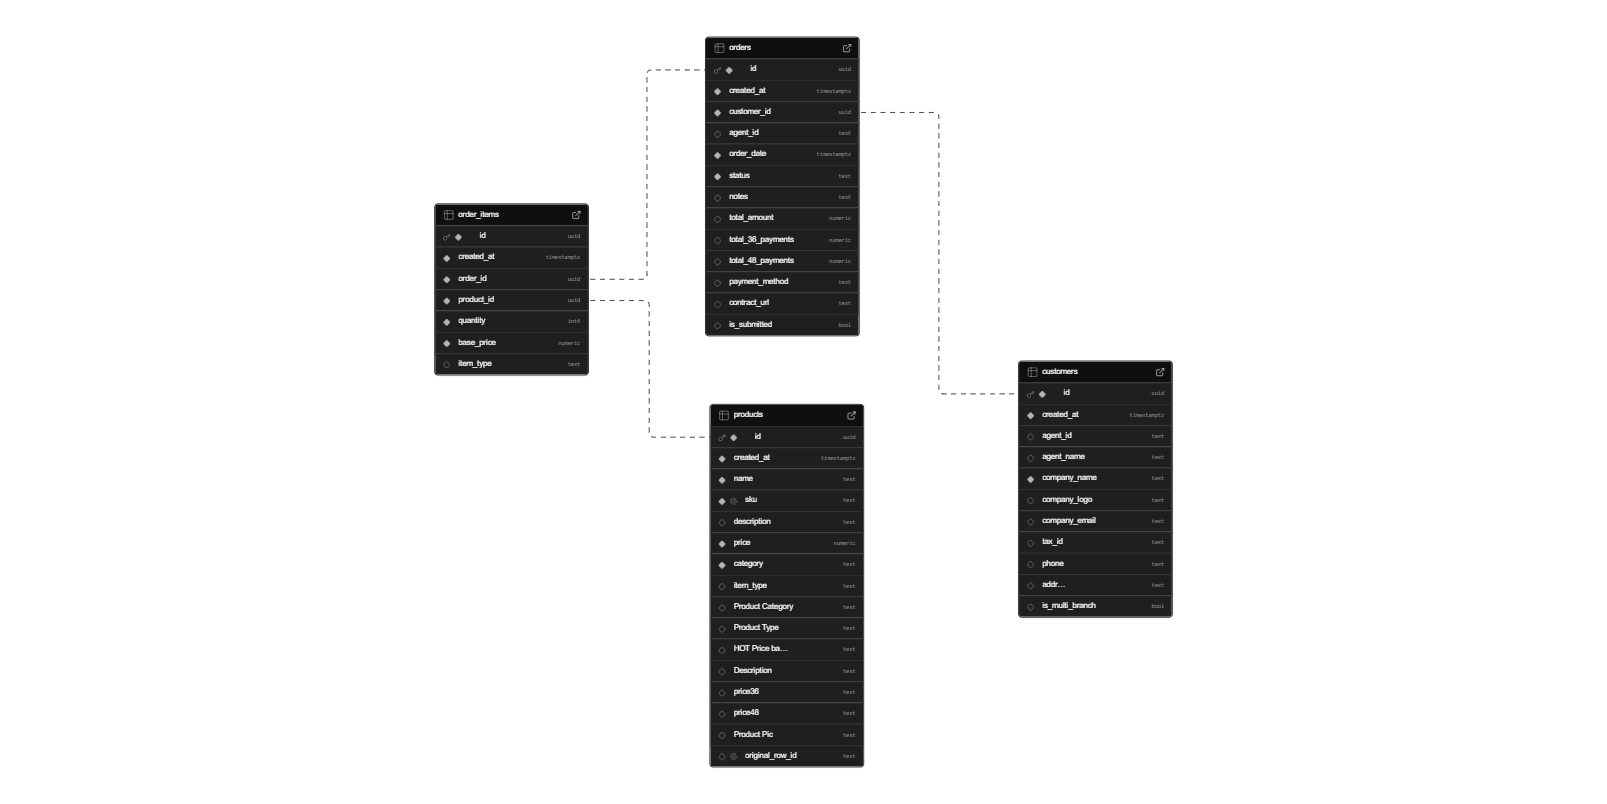 orders
id uuid
created_at timestamptz
customer_id uuid
agent_id text
order_date timestamptz
status text
notes text
total_amount numeric
total_36_payments numeric
total_48_payments numeric
payment_method text
contract_url text
is_submitted bool
order_items
id uuid
created_at timestamptz
order_id uuid
product_id uuid
quantity int4
base_price numeric
item_type text
customers
id uuid
created_at timestamptz
agent_id text
agent_name text
company_name text
company_logo text
company_email text
tax_id text
phone text
addr... text
is_multi_branch bool
products
id uuid
created_at timestamptz
name text
sku text
description text
price numeric
category text
item_type text
Product Category text
Product Type text
HOT Price ba... text
Description text
price36 text
price48 text
Product Pic text
original_row_id text